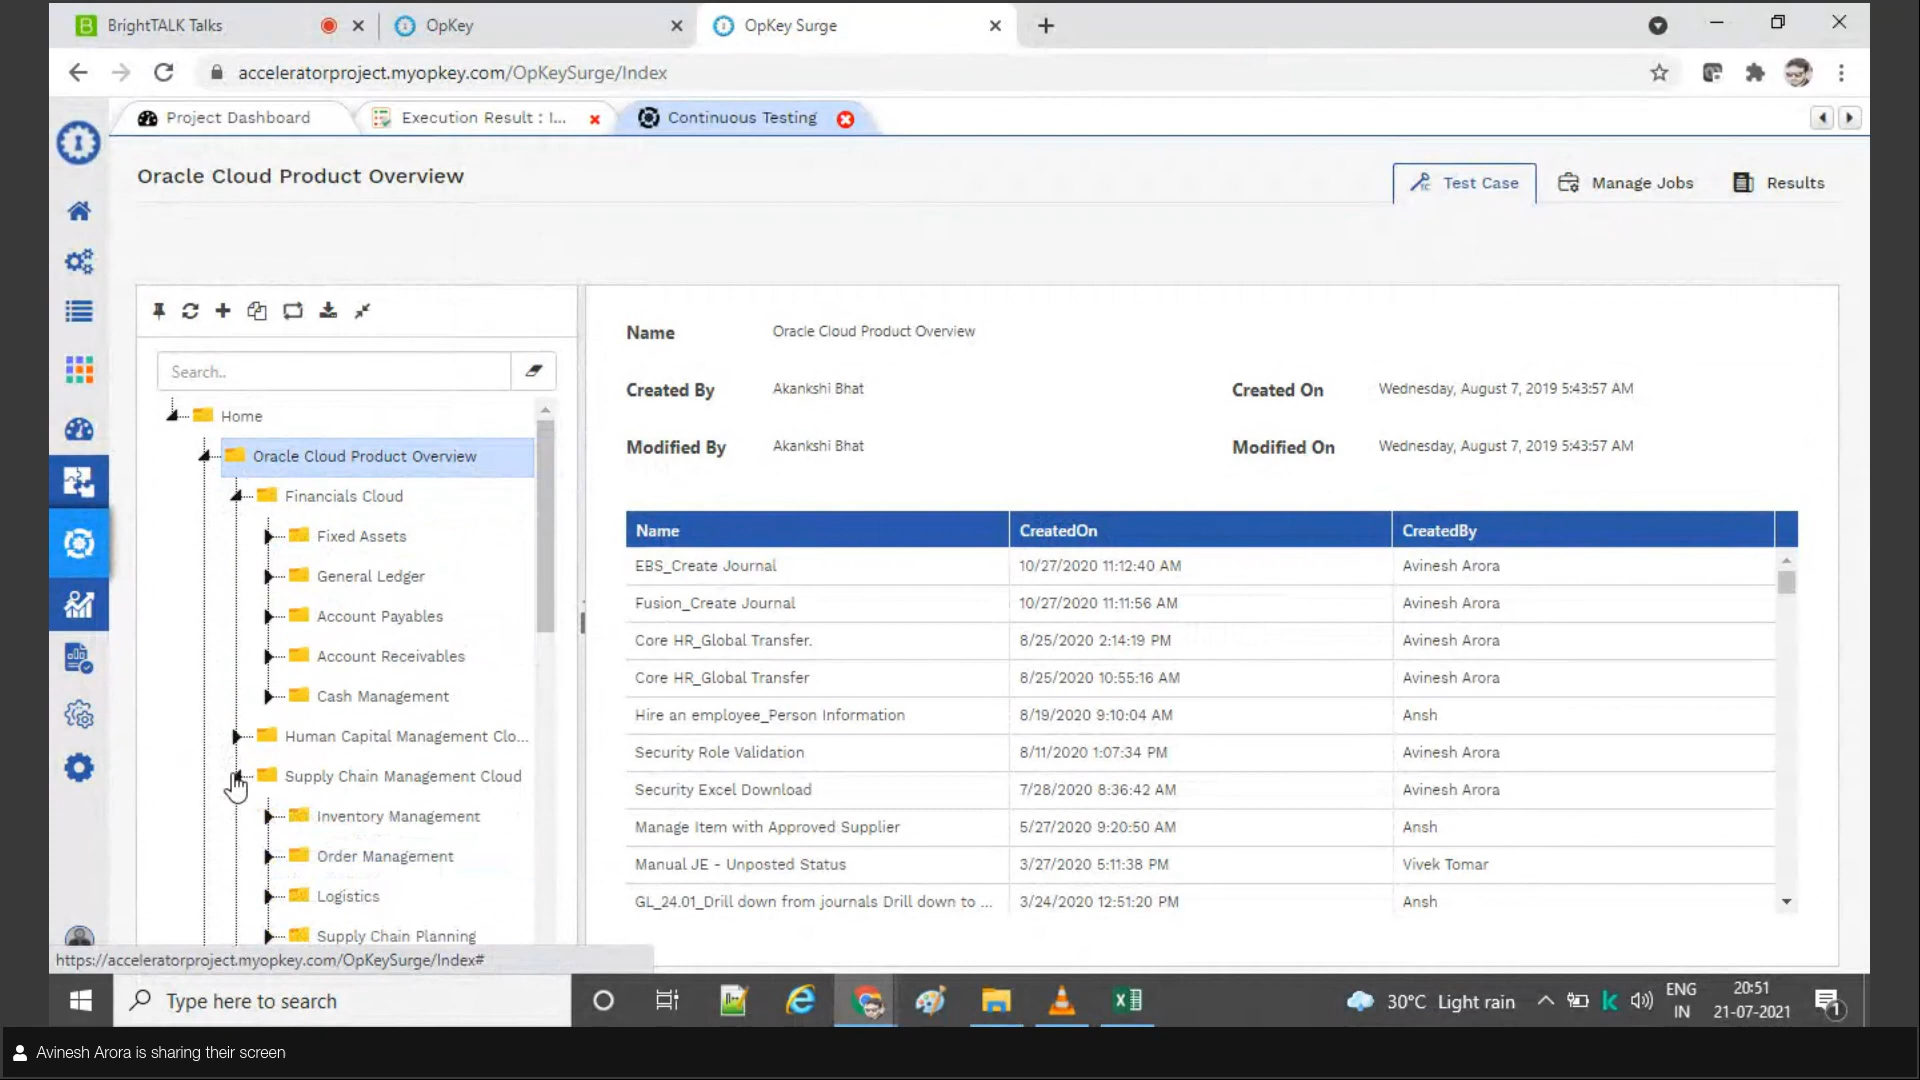 BrightTALK Talks
OpKey
OpKey Surge
acceleratorproject.myopkey.com/OpKeySurge/Index
Project Dashboard
Execution Result : I...
Continuous Testing
Oracle Cloud Product Overview
Test Case
Manage Jobs
Results
Search..
Home
Oracle Cloud Product Overview
Financials Cloud
Fixed Assets
General Ledger
Account Payables
Account Receivables
Cash Management
Human Capital Management Clo...
Supply Chain Management Cloud
Inventory Management
Order Management
Logistics
Supply Chain Planning
Name Oracle Cloud Product Overview
Created By Akankshi Bhat Created On Wednesday, August 7, 2019 5:43:57 AM
Modified By Akankshi Bhat Modified On Wednesday, August 7, 2019 5:43:57 AM
Name CreatedOn CreatedBy
EBS_Create Journal 10/27/2020 11:12:40 AM Avinesh Arora
Fusion_Create Journal 10/27/2020 11:11:56 AM Avinesh Arora
Core HR_Global Transfer. 8/25/2020 2:14:19 PM Avinesh Arora
Core HR_Global Transfer 8/25/2020 10:55:16 AM Avinesh Arora
Hire an employee_Person Information 8/19/2020 9:10:04 AM Ansh
Security Role Validation 8/11/2020 1:07:34 PM Avinesh Arora
Security Excel Download 7/28/2020 8:36:42 AM Avinesh Arora
Manage Item with Approved Supplier 5/27/2020 9:20:50 AM Ansh
Manual JE - Unposted Status 3/27/2020 5:11:38 PM Vivek Tomar
GL_24.01_Drill down from journals Drill down to ... 3/24/2020 12:51:20 PM Ansh
https://acceleratorproject.myopkey.com/OpKeySurge/Index#
Type here to search
30°C Light rain
ENG
IN
20:51
21-07-2021
1
Avinesh Arora is sharing their screen